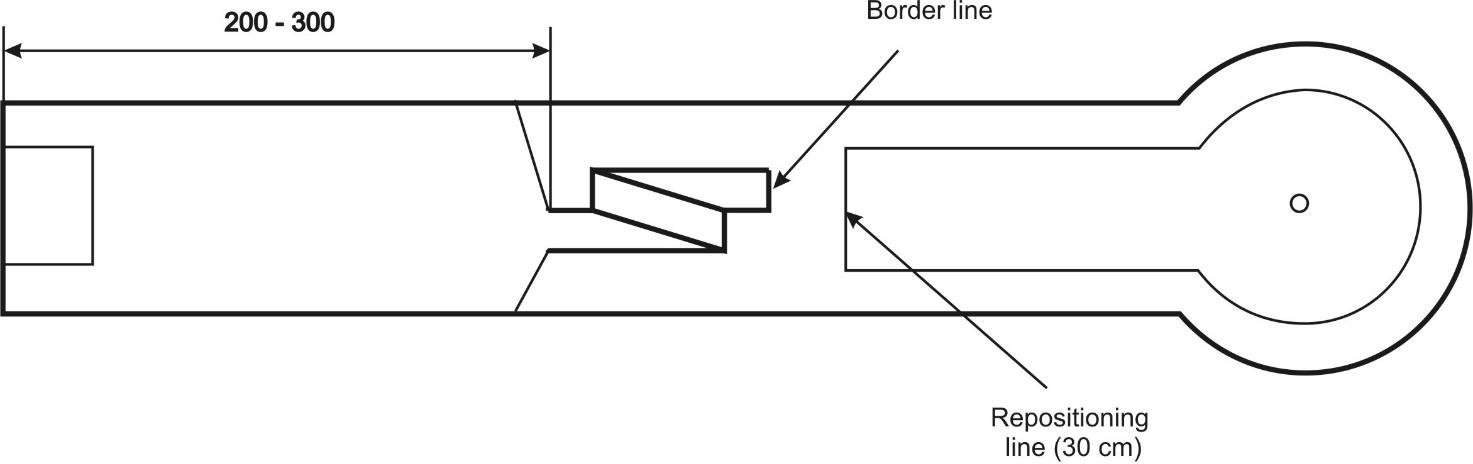 200 - 300
Border line
Repositioning
line (30 cm)